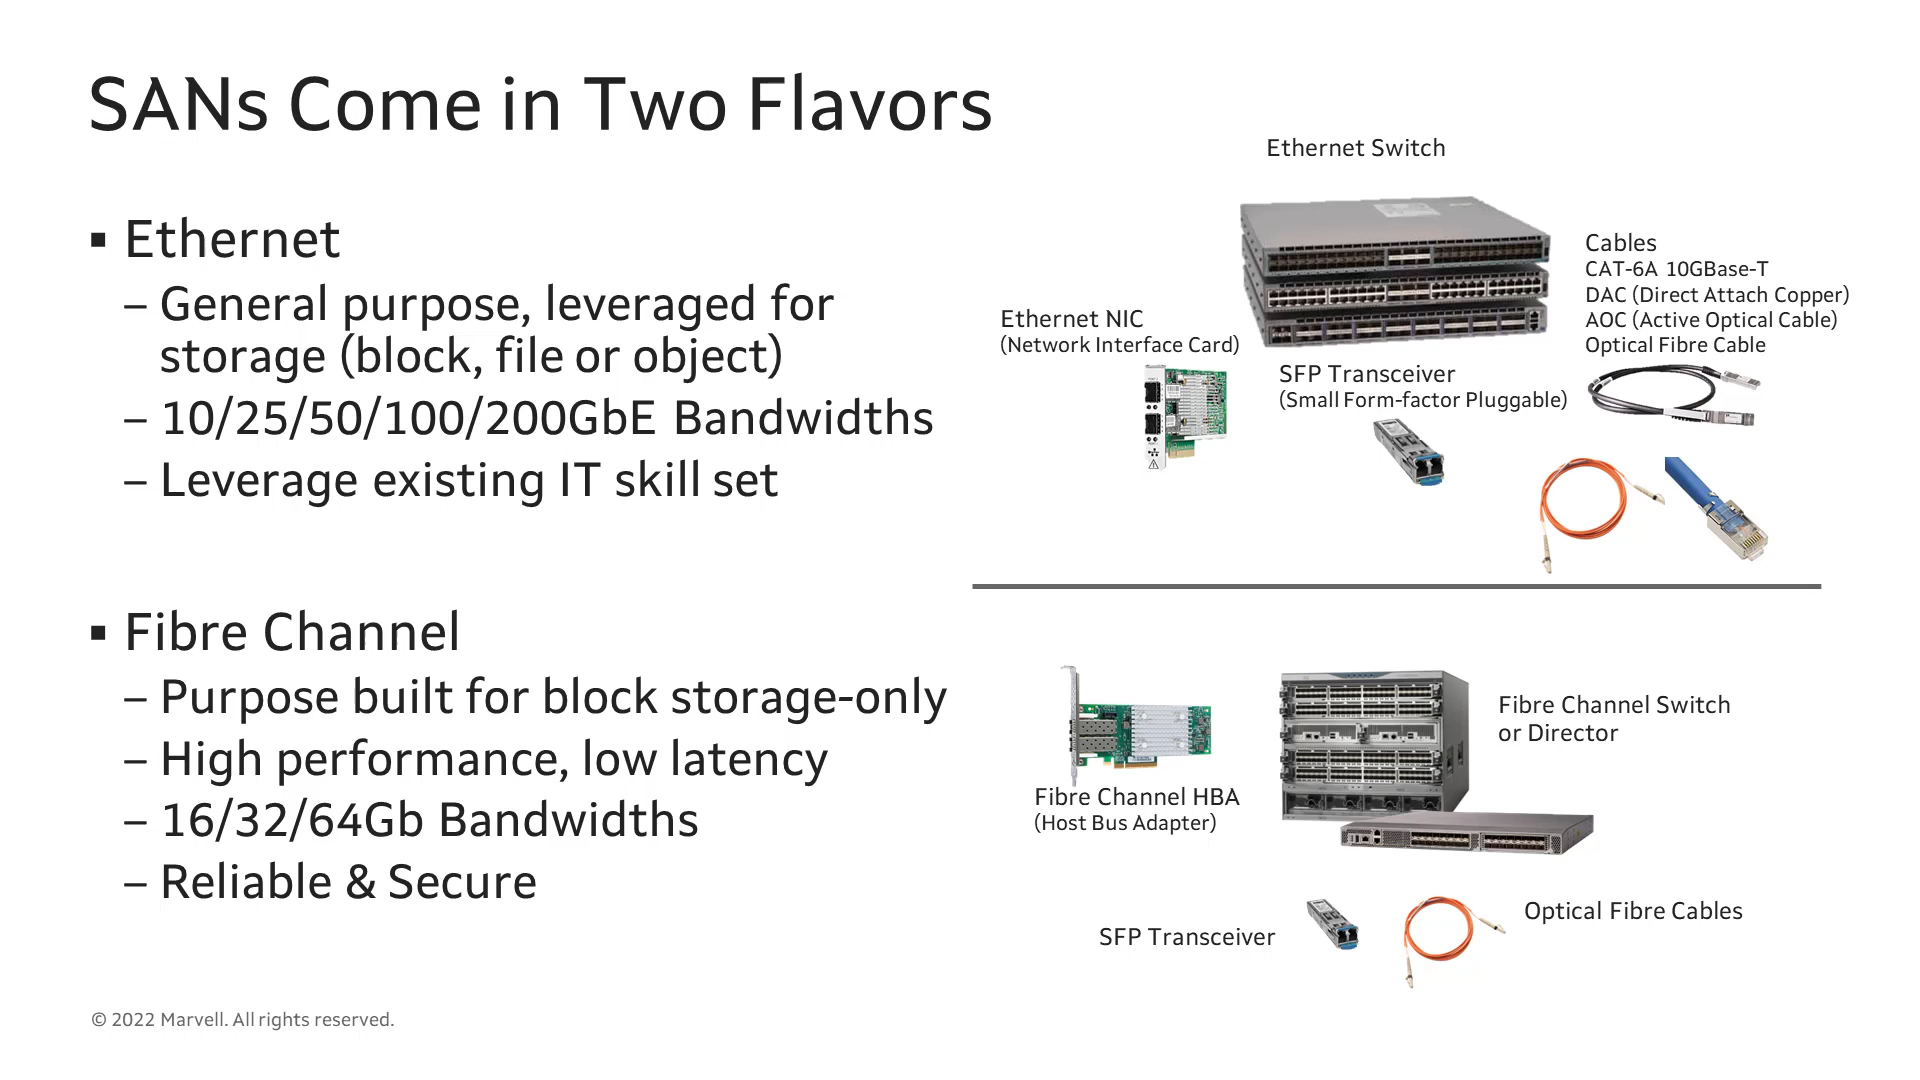 SANs Come in Two Flavors
▪ Ethernet
– General purpose, leveraged for
storage (block, file or object)
– 10/25/50/100/200GbE Bandwidths
– Leverage existing IT skill set
▪ Fibre Channel
– Purpose built for block storage-only
– High performance, low latency
– 16/32/64Gb Bandwidths
– Reliable & Secure
Ethernet Switch
Ethernet NIC
(Network Interface Card)
SFP Transceiver
(Small Form-factor Pluggable)
Cables
CAT-6A 10GBase-T
DAC (Direct Attach Copper)
AOC (Active Optical Cable)
Optical Fibre Cable
Fibre Channel HBA
(Host Bus Adapter)
Fibre Channel Switch
or Director
SFP Transceiver
Optical Fibre Cables
© 2022 Marvell. All rights reserved.